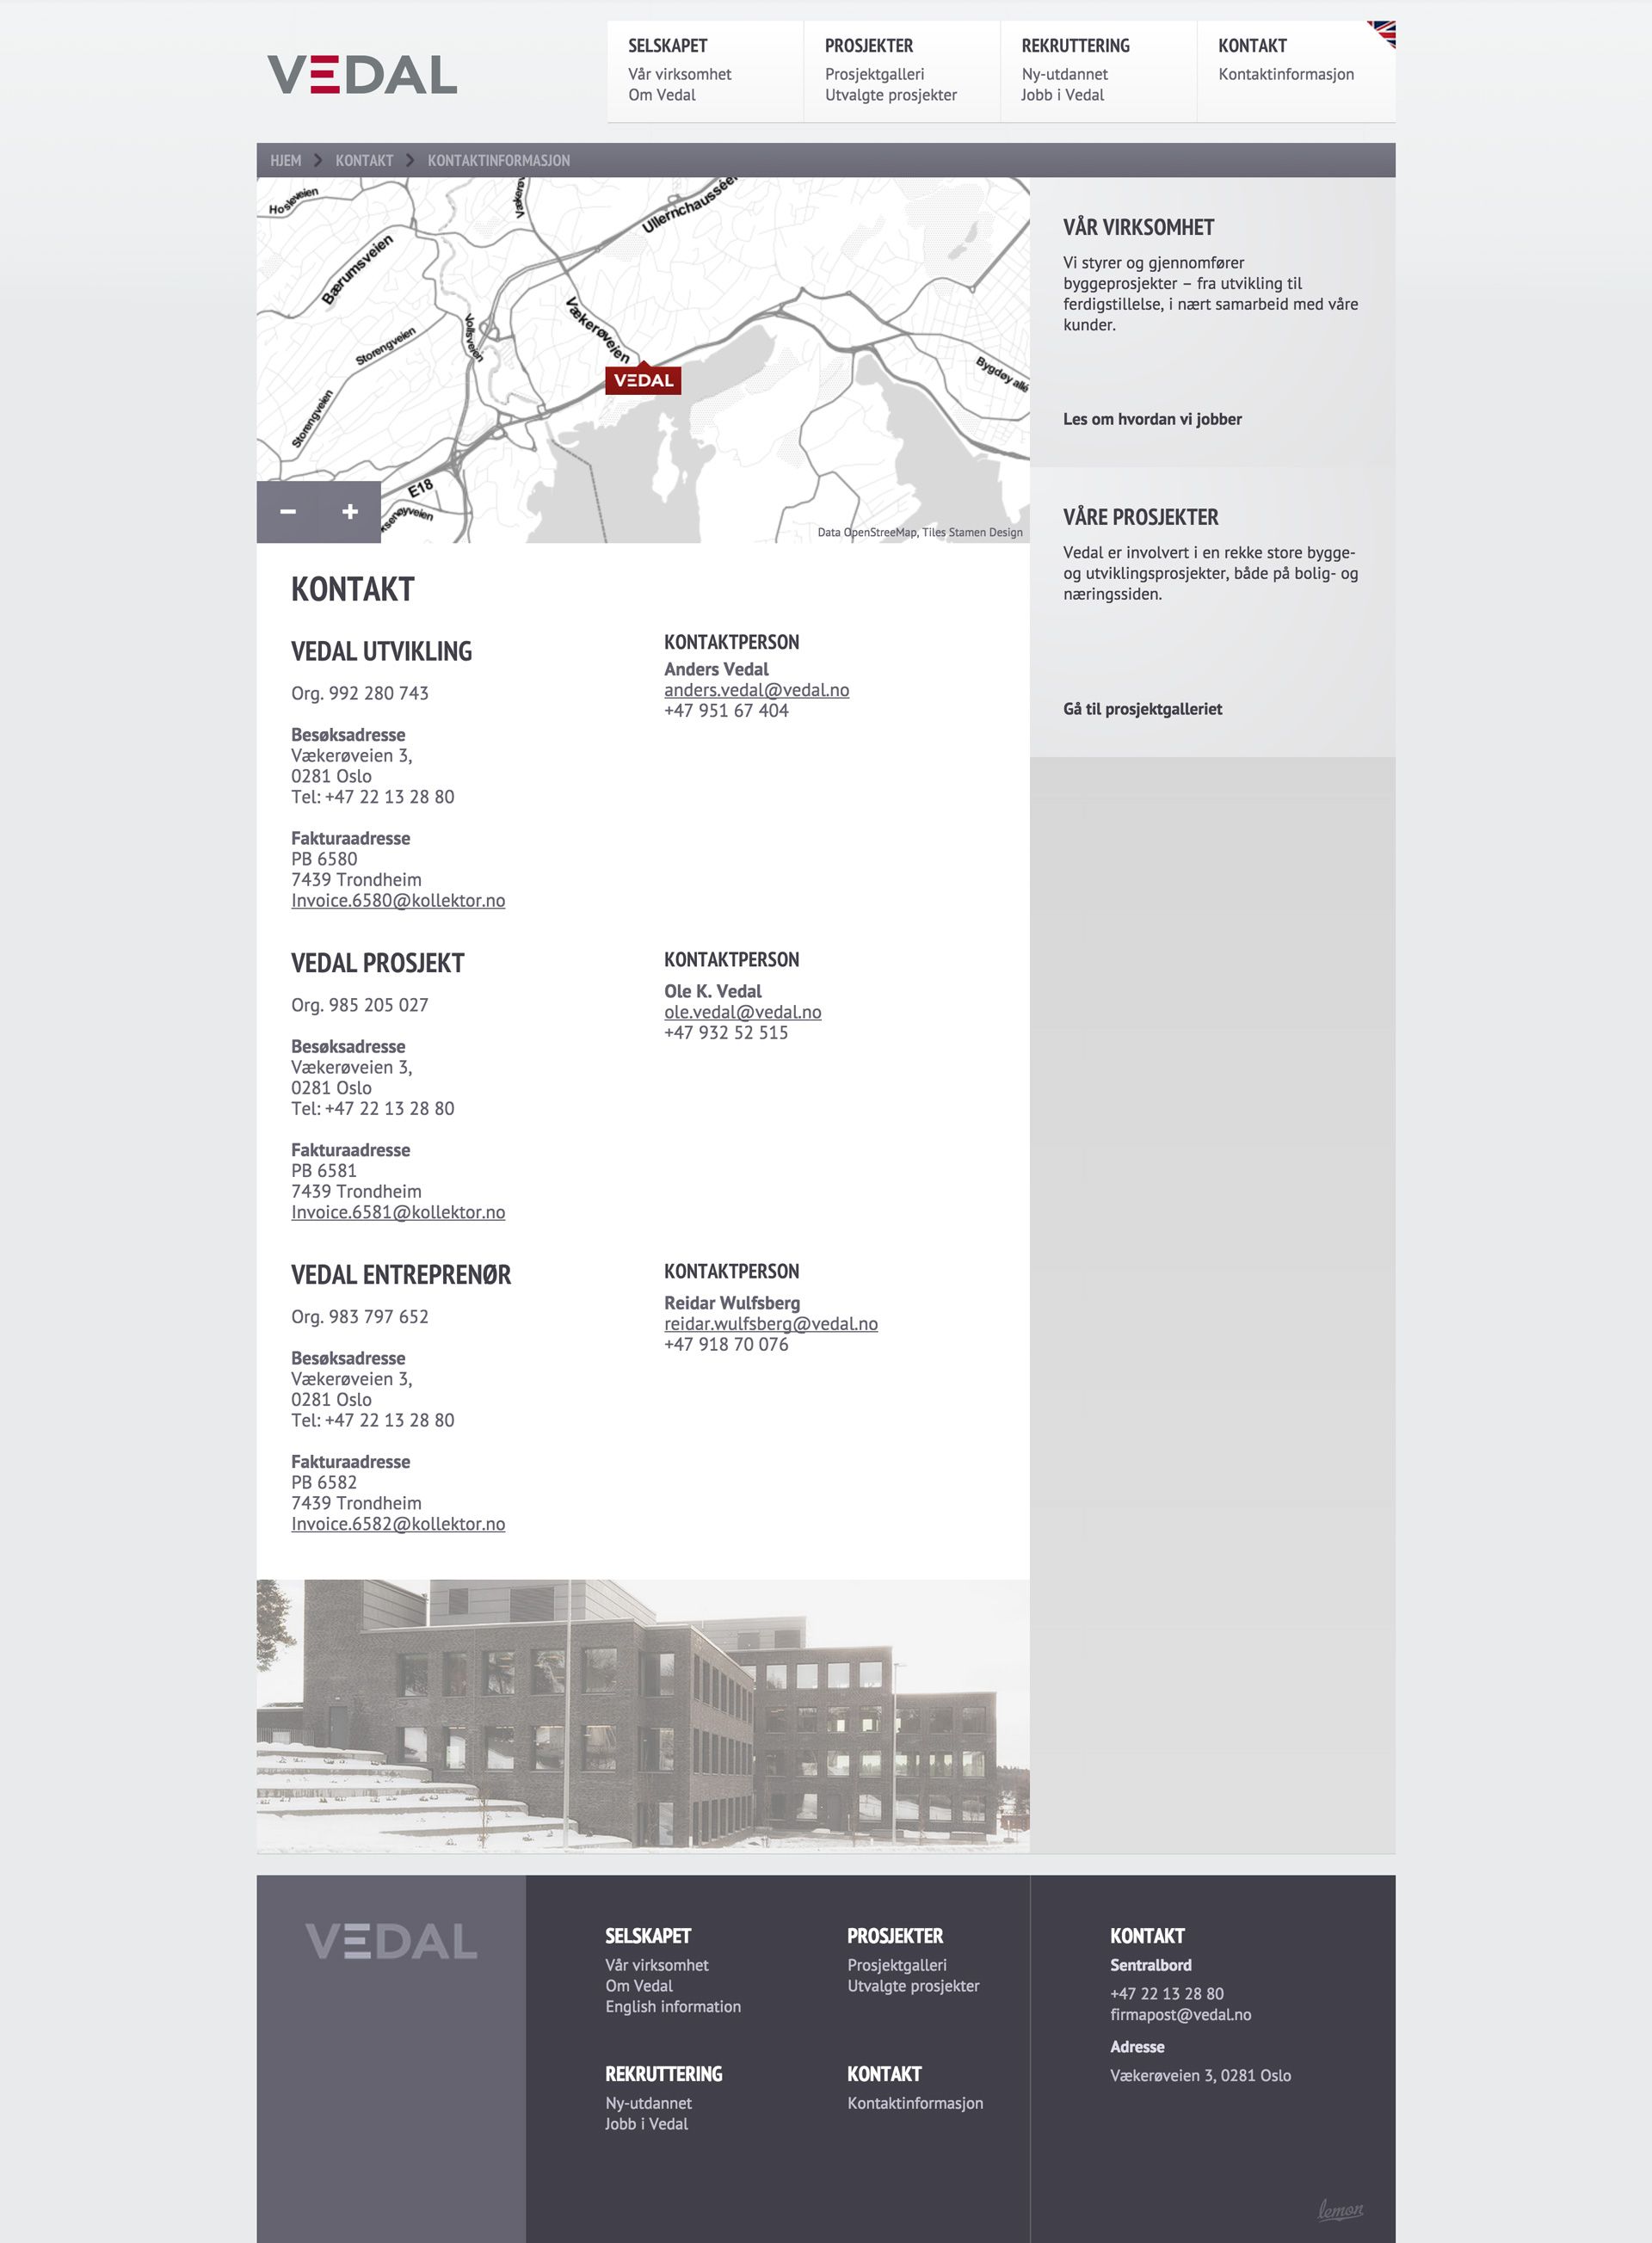 VEDAL
SELSKAPET
Vår virksomhet
Om Vedal
PROSJEKTER
Prosjektgalleri
Utvalgte prosjekter
REKRUTTERING
Ny-utdannet
Jobb i Vedal
KONTAKT
Kontaktinformasjon
HJEM
KONTAKT
KONTAKTINFORMASJON
Hosleveien
Bærumsveien
Storengveien
Storengveien
Vollsveien
Ullernchausséen
Vækerøveien
VEDAL
Bygdøy allé
E18
− +
Data OpenStreeMap, Tiles Stamen Design
KONTAKT
VEDAL UTVIKLING
Org. 992 280 743
Besøksadresse
Vækerøveien 3,
0281 Oslo
Tel: +47 22 13 28 80
Fakturaadresse
PB 6580
7439 Trondheim
Invoice.6580@kollektor.no
KONTAKTPERSON
Anders Vedal
anders.vedal@vedal.no
+47 951 67 404
VEDAL PROSJEKT
Org. 985 205 027
Besøksadresse
Vækerøveien 3,
0281 Oslo
Tel: +47 22 13 28 80
Fakturaadresse
PB 6581
7439 Trondheim
Invoice.6581@kollektor.no
KONTAKTPERSON
Ole K. Vedal
ole.vedal@vedal.no
+47 932 52 515
VEDAL ENTREPRENØR
Org. 983 797 652
Besøksadresse
Vækerøveien 3,
0281 Oslo
Tel: +47 22 13 28 80
Fakturaadresse
PB 6582
7439 Trondheim
Invoice.6582@kollektor.no
KONTAKTPERSON
Reidar Wulfsberg
reidar.wulfsberg@vedal.no
+47 918 70 076
VÅR VIRKSOMHET
Vi styrer og gjennomfører
byggeprosjekter – fra utvikling til
ferdigstillelse, i nært samarbeid med våre
kunder.
Les om hvordan vi jobber
VÅRE PROSJEKTER
Vedal er involvert i en rekke store bygge-
og utviklingsprosjekter, både på bolig- og
næringssiden.
Gå til prosjektgalleriet
VEDAL
SELSKAPET
Vår virksomhet
Om Vedal
English information
PROSJEKTER
Prosjektgalleri
Utvalgte prosjekter
REKRUTTERING
Ny-utdannet
Jobb i Vedal
KONTAKT
Kontaktinformasjon
KONTAKT
Sentralbord
+47 22 13 28 80
firmapost@vedal.no
Adresse
Vækerøveien 3, 0281 Oslo
lemon